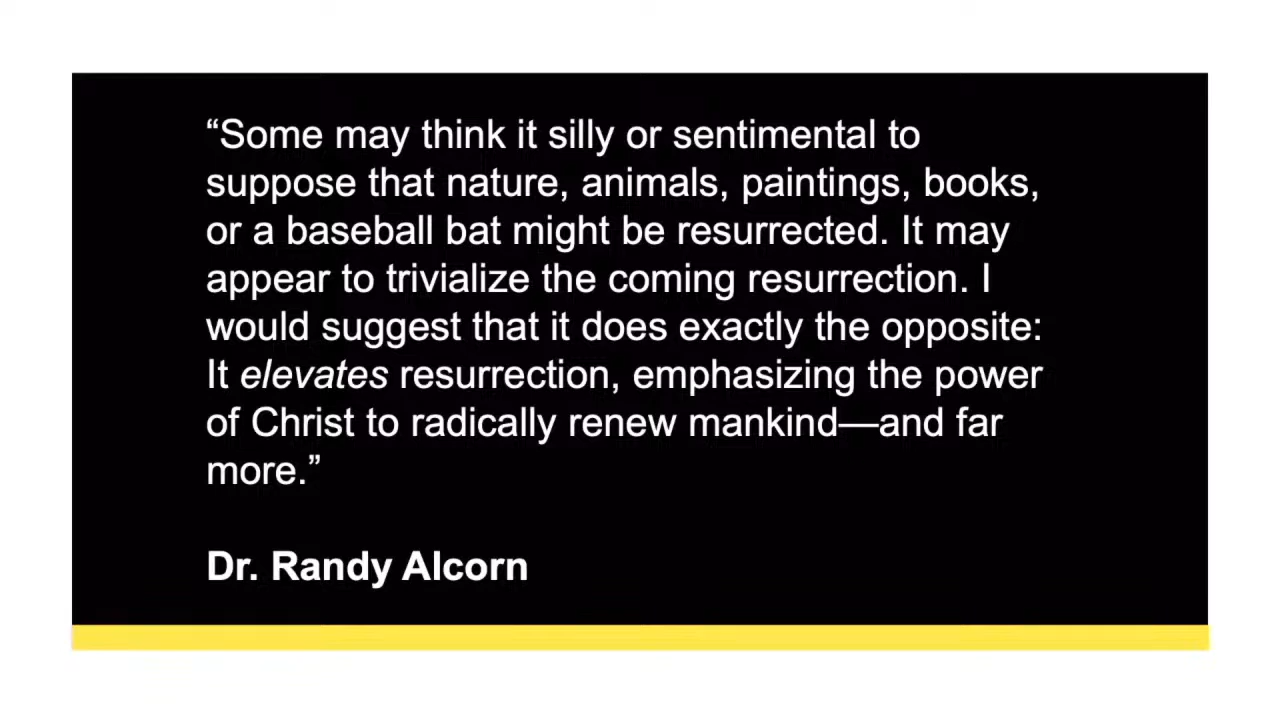 “Some may think it silly or sentimental to
suppose that nature, animals, paintings, books,
or a baseball bat might be resurrected. It may
appear to trivialize the coming resurrection. I
would suggest that it does exactly the opposite:
It elevates resurrection, emphasizing the power
of Christ to radically renew mankind—and far
more.”
Dr. Randy Alcorn